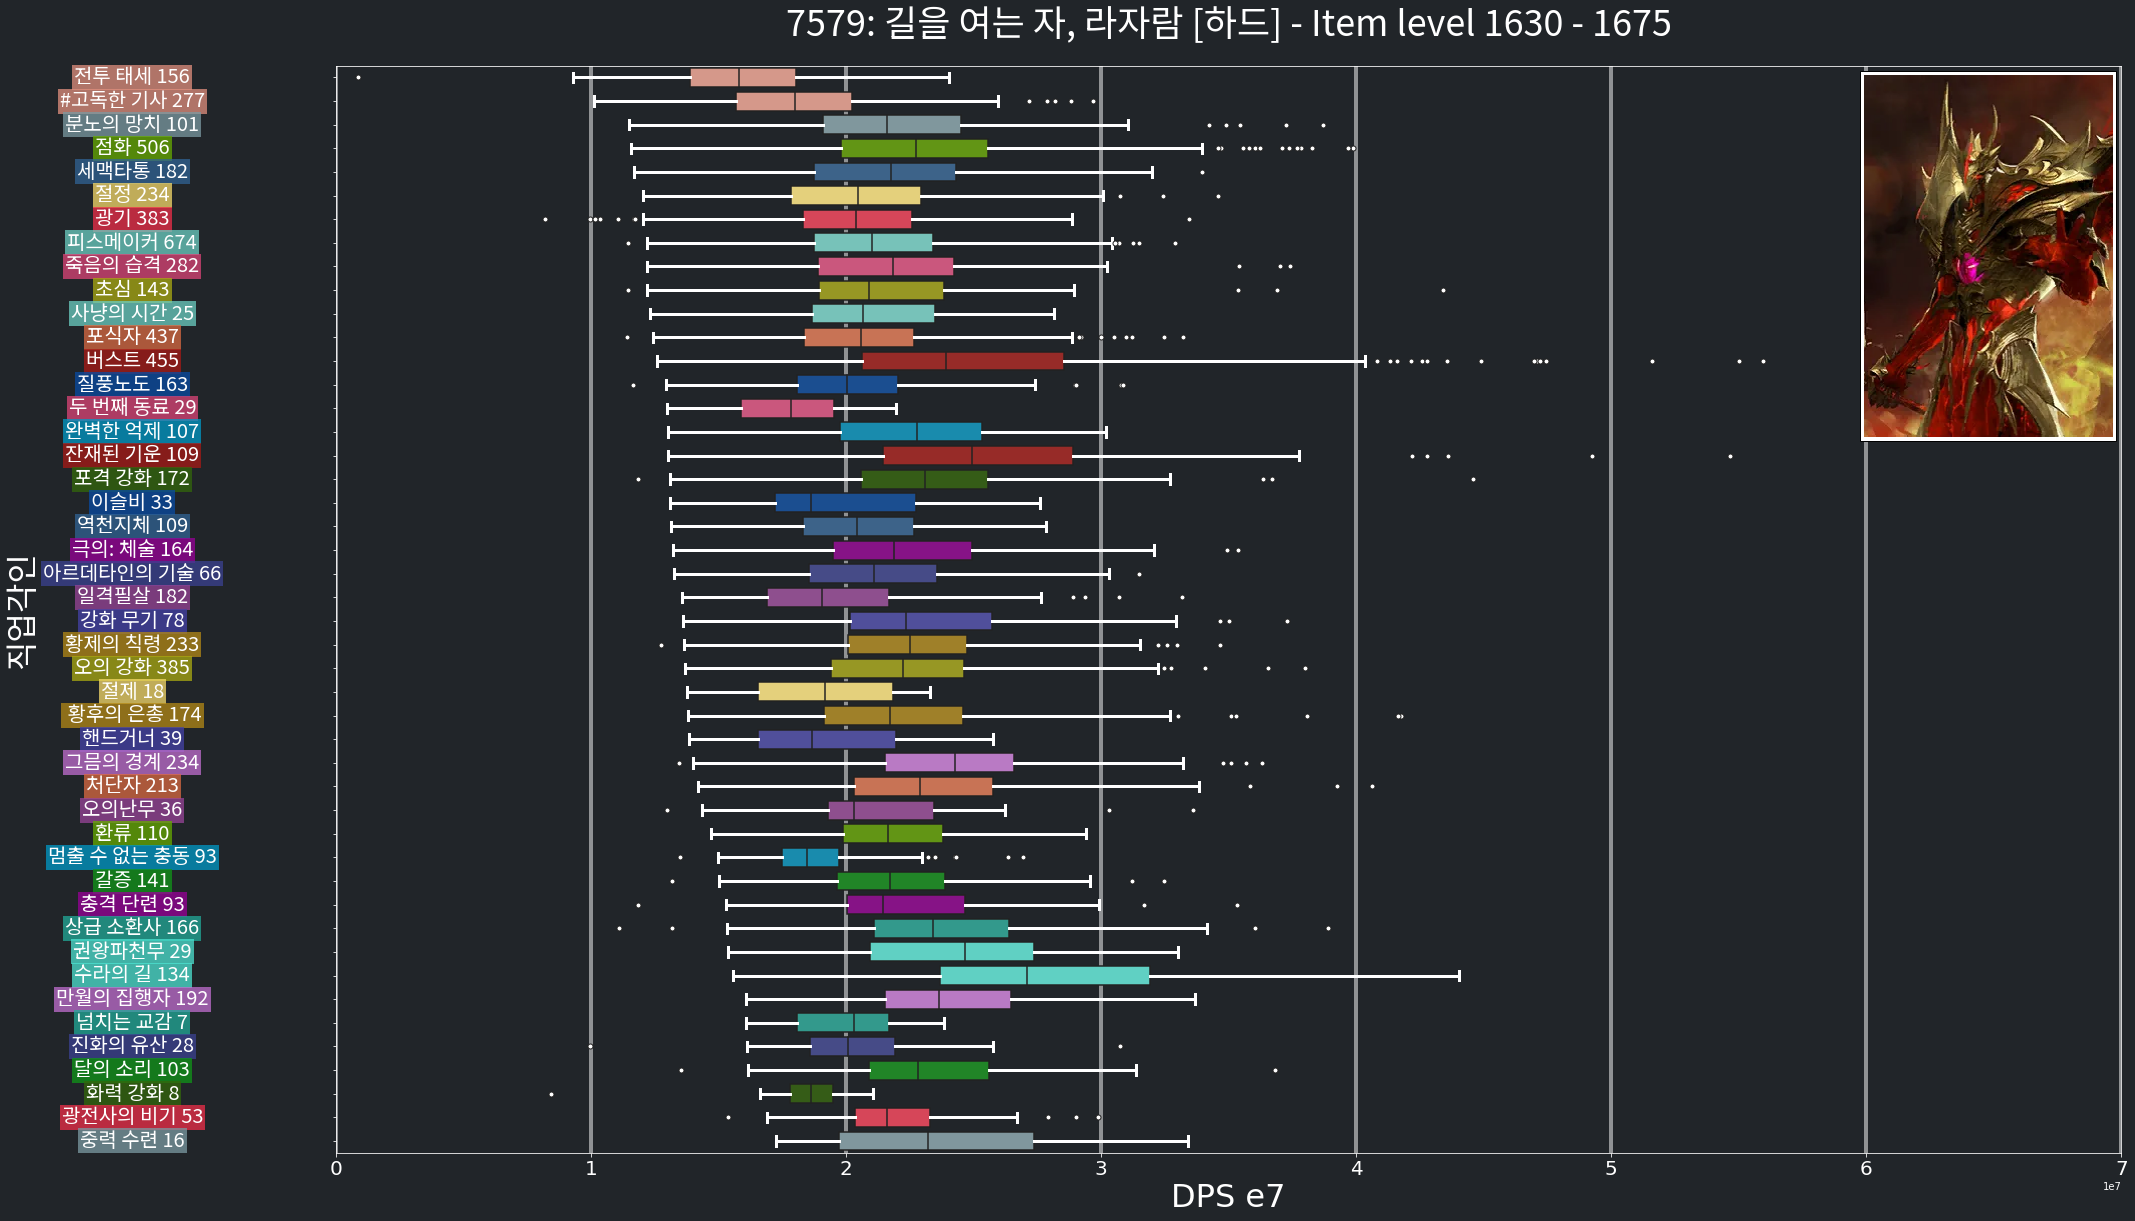 7579: 길을 여는 자, 라자람 [하드] - Item level 1630 - 1675
전투 태세 156
#고독한 기사 277
분노의 망치 101
점화 506
세맥타통 182
절정 234
광기 383
피스메이커 674
죽음의 습격 282
초심 143
사냥의 시간 25
포식자 437
버스트 455
질풍노도 163
두 번째 동료 29
완벽한 억제 107
잔재된 기운 109
포격 강화 172
이슬비 33
역천지체 109
극의: 체술 164
아르데타인의 기술 66
일격필살 182
강화 무기 78
황제의 칙령 233
오의 강화 385
절제 18
황후의 은총 174
핸드거너 39
그믐의 경계 234
처단자 213
오의난무 36
환류 110
멈출 수 없는 충동 93
갈증 141
충격 단련 93
상급 소환사 166
권왕파천무 29
수라의 길 134
만월의 집행자 192
넘치는 교감 7
진화의 유산 28
달의 소리 103
화력 강화 8
광전사의 비기 53
중력 수련 16
직업각인
0 1 2 3 4 5 6 7
1e7
DPS e7